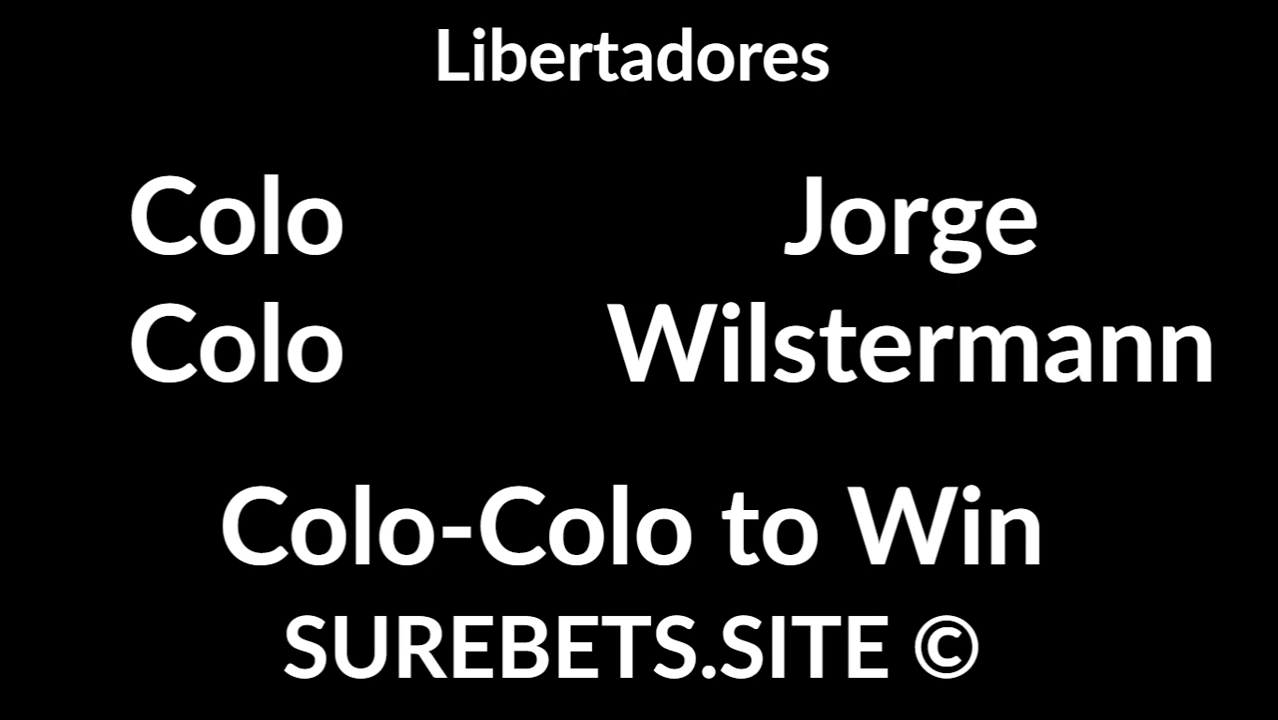 Libertadores
Colo Jorge
Colo Wilstermann
Colo-Colo to Win
SUREBETS.SITE ©